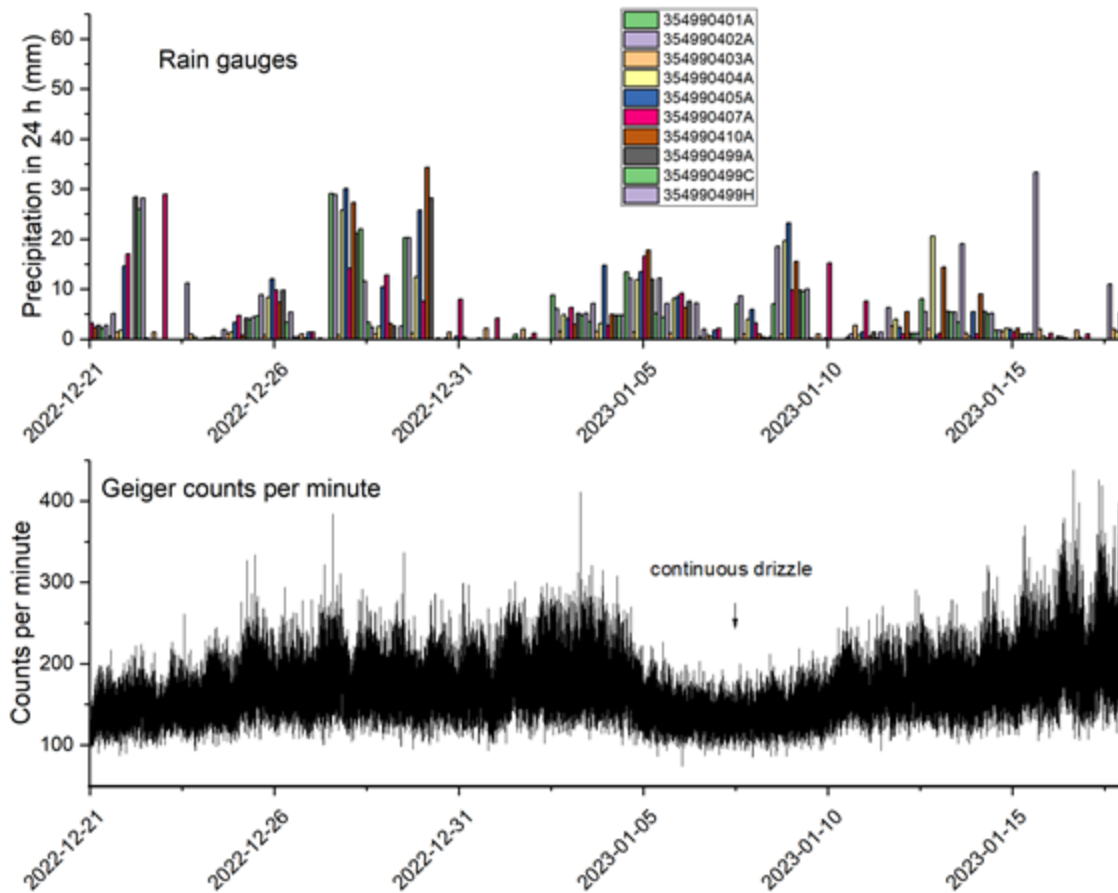 Precipitation in 24 h (mm)
60
50
40
30
20
10
0
Rain gauges
354990401A
354990402A
354990403A
354990404A
354990405A
354990407A
354990410A
354990499A
354990499C
354990499H
2022-12-21
2022-12-26
2022-12-31
2023-01-05
2023-01-10
2023-01-15
Counts per minute
400
300
200
100
Geiger counts per minute
continuous drizzle
2022-12-21
2022-12-26
2022-12-31
2023-01-05
2023-01-10
2023-01-15